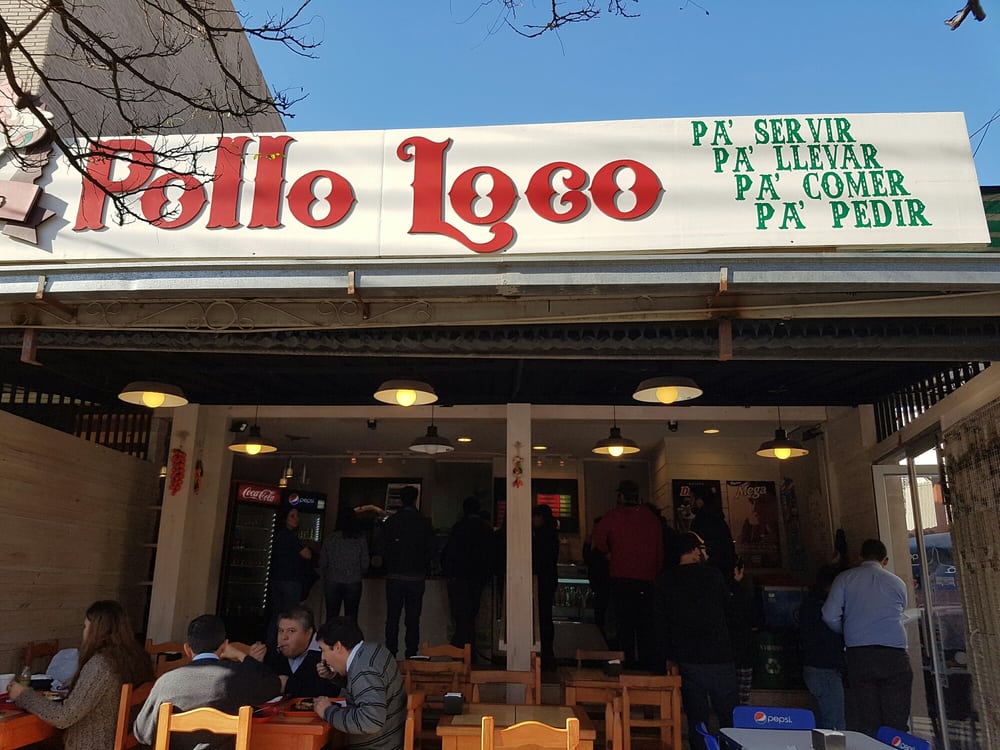 Pollo Loco
PA' SERVIR
PA' LLEVAR
PA' COMER
PA' PEDIR
Coca-Cola
pepsi
Mega
pepsi